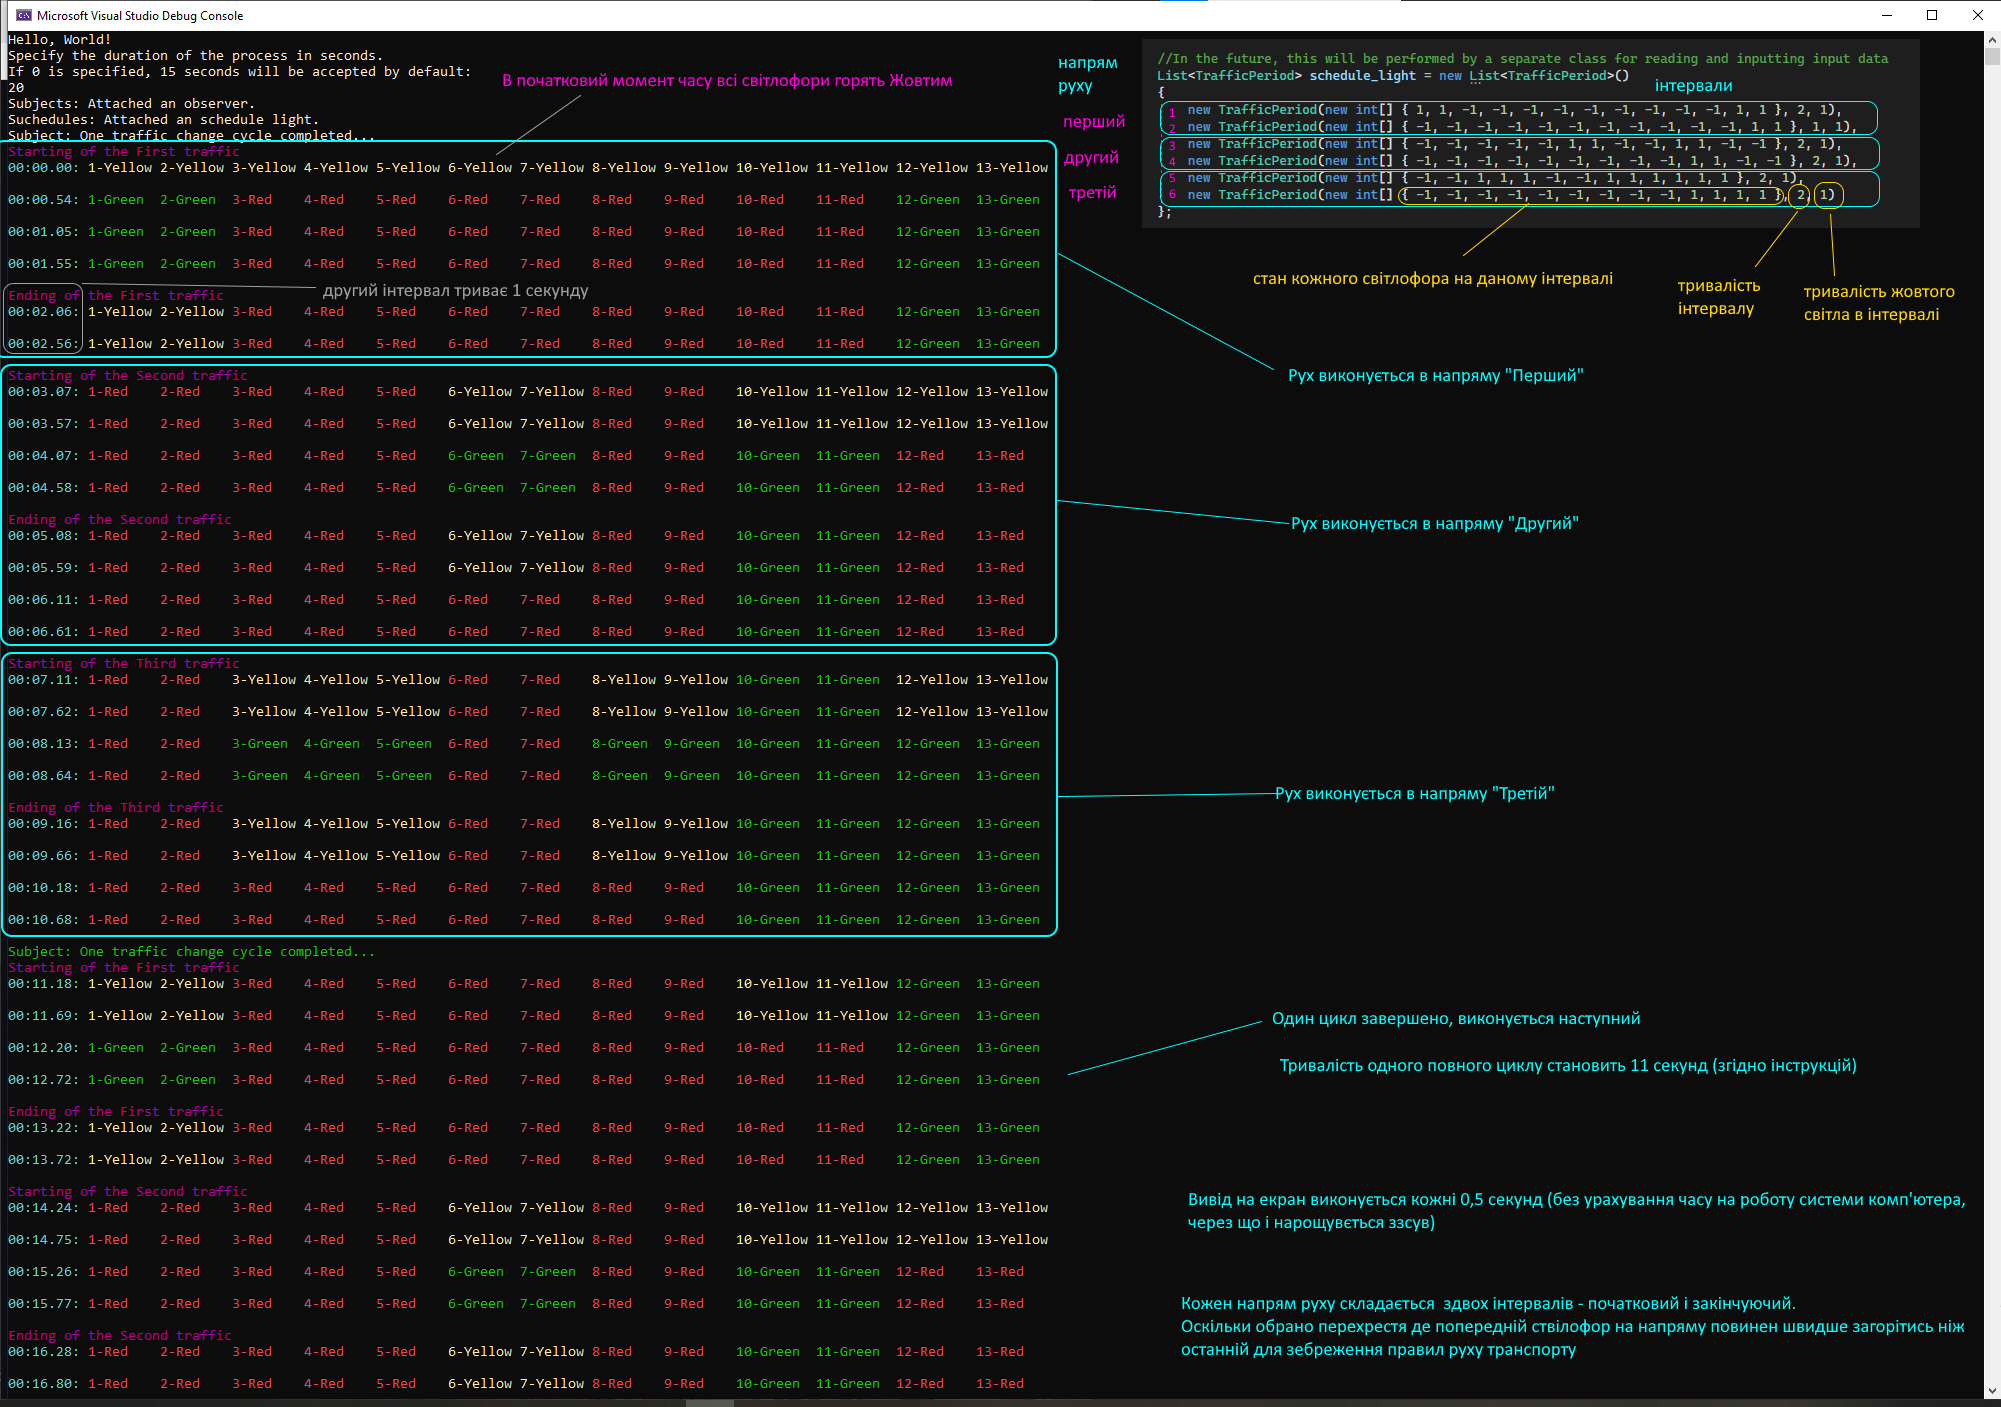 Microsoft Visual Studio Debug Console
Hello, World!
Specify the duration of the process in seconds.
If 0 is specified, 15 seconds will be accepted by default:
20
Subjects: Attached an observer.
Suchedules: Attached an schedule light.
Subject: One traffic change cycle completed...
Starting of the First traffic
00:00.00: 1-Yellow 2-Yellow 3-Yellow 4-Yellow 5-Yellow 6-Yellow 7-Yellow 8-Yellow 9-Yellow 10-Yellow 11-Yellow 12-Yellow 13-Yellow
00:00.54: 1-Green 2-Green 3-Red 4-Red 5-Red 6-Red 7-Red 8-Red 9-Red 10-Red 11-Red 12-Green 13-Green
00:01.05: 1-Green 2-Green 3-Red 4-Red 5-Red 6-Red 7-Red 8-Red 9-Red 10-Red 11-Red 12-Green 13-Green
00:01.55: 1-Green 2-Green 3-Red 4-Red 5-Red 6-Red 7-Red 8-Red 9-Red 10-Red 11-Red 12-Green 13-Green
Ending of the First traffic
00:02.06: 1-Yellow 2-Yellow 3-Red 4-Red 5-Red 6-Red 7-Red 8-Red 9-Red 10-Red 11-Red 12-Green 13-Green
00:02.56: 1-Yellow 2-Yellow 3-Red 4-Red 5-Red 6-Red 7-Red 8-Red 9-Red 10-Red 11-Red 12-Green 13-Green
Starting of the Second traffic
00:03.07: 1-Red 2-Red 3-Red 4-Red 5-Red 6-Yellow 7-Yellow 8-Red 9-Red 10-Yellow 11-Yellow 12-Yellow 13-Yellow
00:03.57: 1-Red 2-Red 3-Red 4-Red 5-Red 6-Yellow 7-Yellow 8-Red 9-Red 10-Yellow 11-Yellow 12-Yellow 13-Yellow
00:04.07: 1-Red 2-Red 3-Red 4-Red 5-Red 6-Green 7-Green 8-Red 9-Red 10-Green 11-Green 12-Red 13-Red
00:04.58: 1-Red 2-Red 3-Red 4-Red 5-Red 6-Green 7-Green 8-Red 9-Red 10-Green 11-Green 12-Red 13-Red
Ending of the Second traffic
00:05.08: 1-Red 2-Red 3-Red 4-Red 5-Red 6-Yellow 7-Yellow 8-Red 9-Red 10-Green 11-Green 12-Red 13-Red
00:05.59: 1-Red 2-Red 3-Red 4-Red 5-Red 6-Yellow 7-Yellow 8-Red 9-Red 10-Green 11-Green 12-Red 13-Red
00:06.11: 1-Red 2-Red 3-Red 4-Red 5-Red 6-Red 7-Red 8-Red 9-Red 10-Green 11-Green 12-Red 13-Red
00:06.61: 1-Red 2-Red 3-Red 4-Red 5-Red 6-Red 7-Red 8-Red 9-Red 10-Green 11-Green 12-Red 13-Red
Starting of the Third traffic
00:07.11: 1-Red 2-Red 3-Yellow 4-Yellow 5-Yellow 6-Red 7-Red 8-Yellow 9-Yellow 10-Green 11-Green 12-Yellow 13-Yellow
00:07.62: 1-Red 2-Red 3-Yellow 4-Yellow 5-Yellow 6-Red 7-Red 8-Yellow 9-Yellow 10-Green 11-Green 12-Yellow 13-Yellow
00:08.13: 1-Red 2-Red 3-Green 4-Green 5-Green 6-Red 7-Red 8-Green 9-Green 10-Green 11-Green 12-Green 13-Green
00:08.64: 1-Red 2-Red 3-Green 4-Green 5-Green 6-Red 7-Red 8-Green 9-Green 10-Green 11-Green 12-Green 13-Green
Ending of the Third traffic
00:09.16: 1-Red 2-Red 3-Yellow 4-Yellow 5-Yellow 6-Red 7-Red 8-Yellow 9-Yellow 10-Green 11-Green 12-Green 13-Green
00:09.66: 1-Red 2-Red 3-Yellow 4-Yellow 5-Yellow 6-Red 7-Red 8-Yellow 9-Yellow 10-Green 11-Green 12-Green 13-Green
00:10.18: 1-Red 2-Red 3-Red 4-Red 5-Red 6-Red 7-Red 8-Red 9-Red 10-Green 11-Green 12-Green 13-Green
00:10.68: 1-Red 2-Red 3-Red 4-Red 5-Red 6-Red 7-Red 8-Red 9-Red 10-Green 11-Green 12-Green 13-Green
Subject: One traffic change cycle completed...
Starting of the First traffic
00:11.18: 1-Yellow 2-Yellow 3-Red 4-Red 5-Red 6-Red 7-Red 8-Red 9-Red 10-Yellow 11-Yellow 12-Green 13-Green
00:11.69: 1-Yellow 2-Yellow 3-Red 4-Red 5-Red 6-Red 7-Red 8-Red 9-Red 10-Yellow 11-Yellow 12-Green 13-Green
00:12.20: 1-Green 2-Green 3-Red 4-Red 5-Red 6-Red 7-Red 8-Red 9-Red 10-Red 11-Red 12-Green 13-Green
00:12.72: 1-Green 2-Green 3-Red 4-Red 5-Red 6-Red 7-Red 8-Red 9-Red 10-Red 11-Red 12-Green 13-Green
Ending of the First traffic
00:13.22: 1-Yellow 2-Yellow 3-Red 4-Red 5-Red 6-Red 7-Red 8-Red 9-Red 10-Red 11-Red 12-Green 13-Green
00:13.72: 1-Yellow 2-Yellow 3-Red 4-Red 5-Red 6-Red 7-Red 8-Red 9-Red 10-Red 11-Red 12-Green 13-Green
Starting of the Second traffic
00:14.24: 1-Red 2-Red 3-Red 4-Red 5-Red 6-Yellow 7-Yellow 8-Red 9-Red 10-Yellow 11-Yellow 12-Yellow 13-Yellow
00:14.75: 1-Red 2-Red 3-Red 4-Red 5-Red 6-Yellow 7-Yellow 8-Red 9-Red 10-Yellow 11-Yellow 12-Yellow 13-Yellow
00:15.26: 1-Red 2-Red 3-Red 4-Red 5-Red 6-Green 7-Green 8-Red 9-Red 10-Green 11-Green 12-Red 13-Red
00:15.77: 1-Red 2-Red 3-Red 4-Red 5-Red 6-Green 7-Green 8-Red 9-Red 10-Green 11-Green 12-Red 13-Red
Ending of the Second traffic
00:16.28: 1-Red 2-Red 3-Red 4-Red 5-Red 6-Yellow 7-Yellow 8-Red 9-Red 10-Green 11-Green 12-Red 13-Red
00:16.80: 1-Red 2-Red 3-Red 4-Red 5-Red 6-Yellow 7-Yellow 8-Red 9-Red 10-Green 11-Green 12-Red 13-Red
В початковий момент часу всі світлофори горять Жовтим
другий інтервал триває 1 секунду
напрям
руху
перший
другий
третій
//In the future, this will be performed by a separate class for reading and inputting input data
List<TrafficPeriod> schedule_light = new List<TrafficPeriod>()
інтервали
{
1 new TrafficPeriod(new int[] { 1, 1, -1, -1, -1, -1, -1, -1, -1, -1, -1, 1, 1 }, 2, 1),
2 new TrafficPeriod(new int[] { -1, -1, -1, -1, -1, -1, -1, -1, -1, -1, -1, 1, 1 }, 1, 1),
3 new TrafficPeriod(new int[] { -1, -1, -1, -1, -1, 1, 1, -1, -1, 1, 1, -1, -1 }, 2, 1),
4 new TrafficPeriod(new int[] { -1, -1, -1, -1, -1, -1, -1, -1, -1, 1, 1, -1, -1 }, 2, 1),
5 new TrafficPeriod(new int[] { -1, -1, 1, 1, 1, -1, -1, 1, 1, 1, 1, 1, 1 }, 2, 1),
6 new TrafficPeriod(new int[] { -1, -1, -1, -1, -1, -1, -1, -1, -1, 1, 1, 1, 1 }, 2, 1)
};
стан кожного світлофора на даному інтервалі
тривалість
інтервалу
тривалість жовтого
світла в інтервалі
Рух виконується в напряму "Перший"
Рух виконується в напряму "Другий"
Рух виконується в напряму "Третій"
Один цикл завершено, виконується наступний
Тривалість одного повного циклу становить 11 секунд (згідно інструкцій)
Вивід на екран виконується кожні 0,5 секунд (без урахування часу на роботу системи комп'ютера,
через що і нарощувється ззсув)
Кожен напрям руху складається здвох інтервалів - початковий і закінчуючий.
Оскільки обрано перехрестя де попередній ствілофор на напряму повинен швидше загорітись ніж
останній для зебреження правил руху транспорту